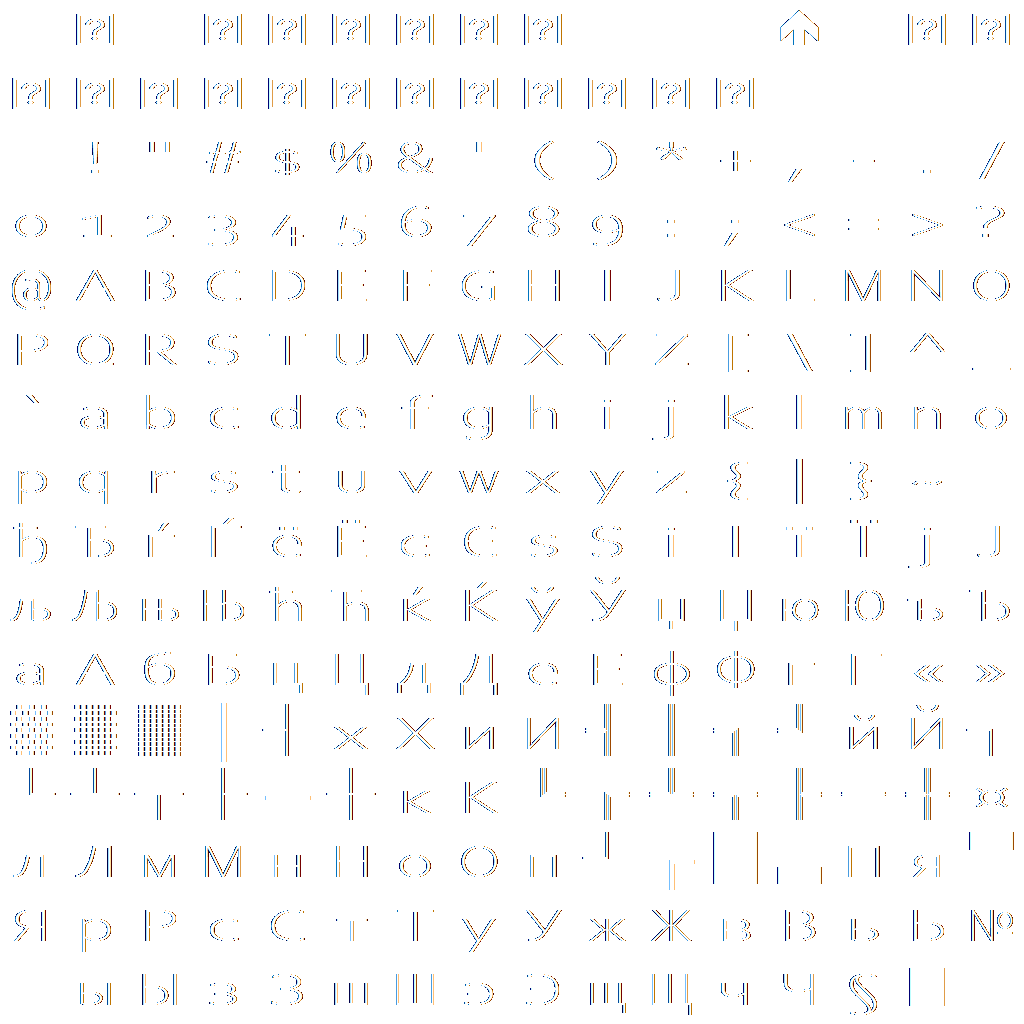 ! " # $ % & ' ( ) * + , - . /
0 1 2 3 4 5 6 7 8 9 : ; < = > ?
@ A B C D E F G H I J K L M N O
P Q R S T U V W X Y Z [ \ ] ^ _
` a b c d e f g h i j k l m n o
p q r s t u v w x y z { | } ~
ђ Ђ ѓ Ѓ ё Ё є Є ѕ Ѕ і І ї Ї ј Ј
љ Љ њ Њ ћ Ћ ќ Ќ ў Ў џ Џ ю Ю ъ Ъ
а А б Б ц Ц д Д е Е ф Ф г Г « »
░ ▒ ▓ │ ┤ х Х и И ╣ ║ ╗ ╝ й Й ┐
└ ┴ ┬ ├ ─ ┼ к К ╚ ╔ ╩ ╦ ╠ ═ ╬ ¤
л Л м М н Н о О п ┘ ┌ █ ▄ П я ▀
Я р Р с С т Т у У ж Ж в В ь Ь №
ы Ы з З ш Ш э Э щ Щ ч Ч § ■